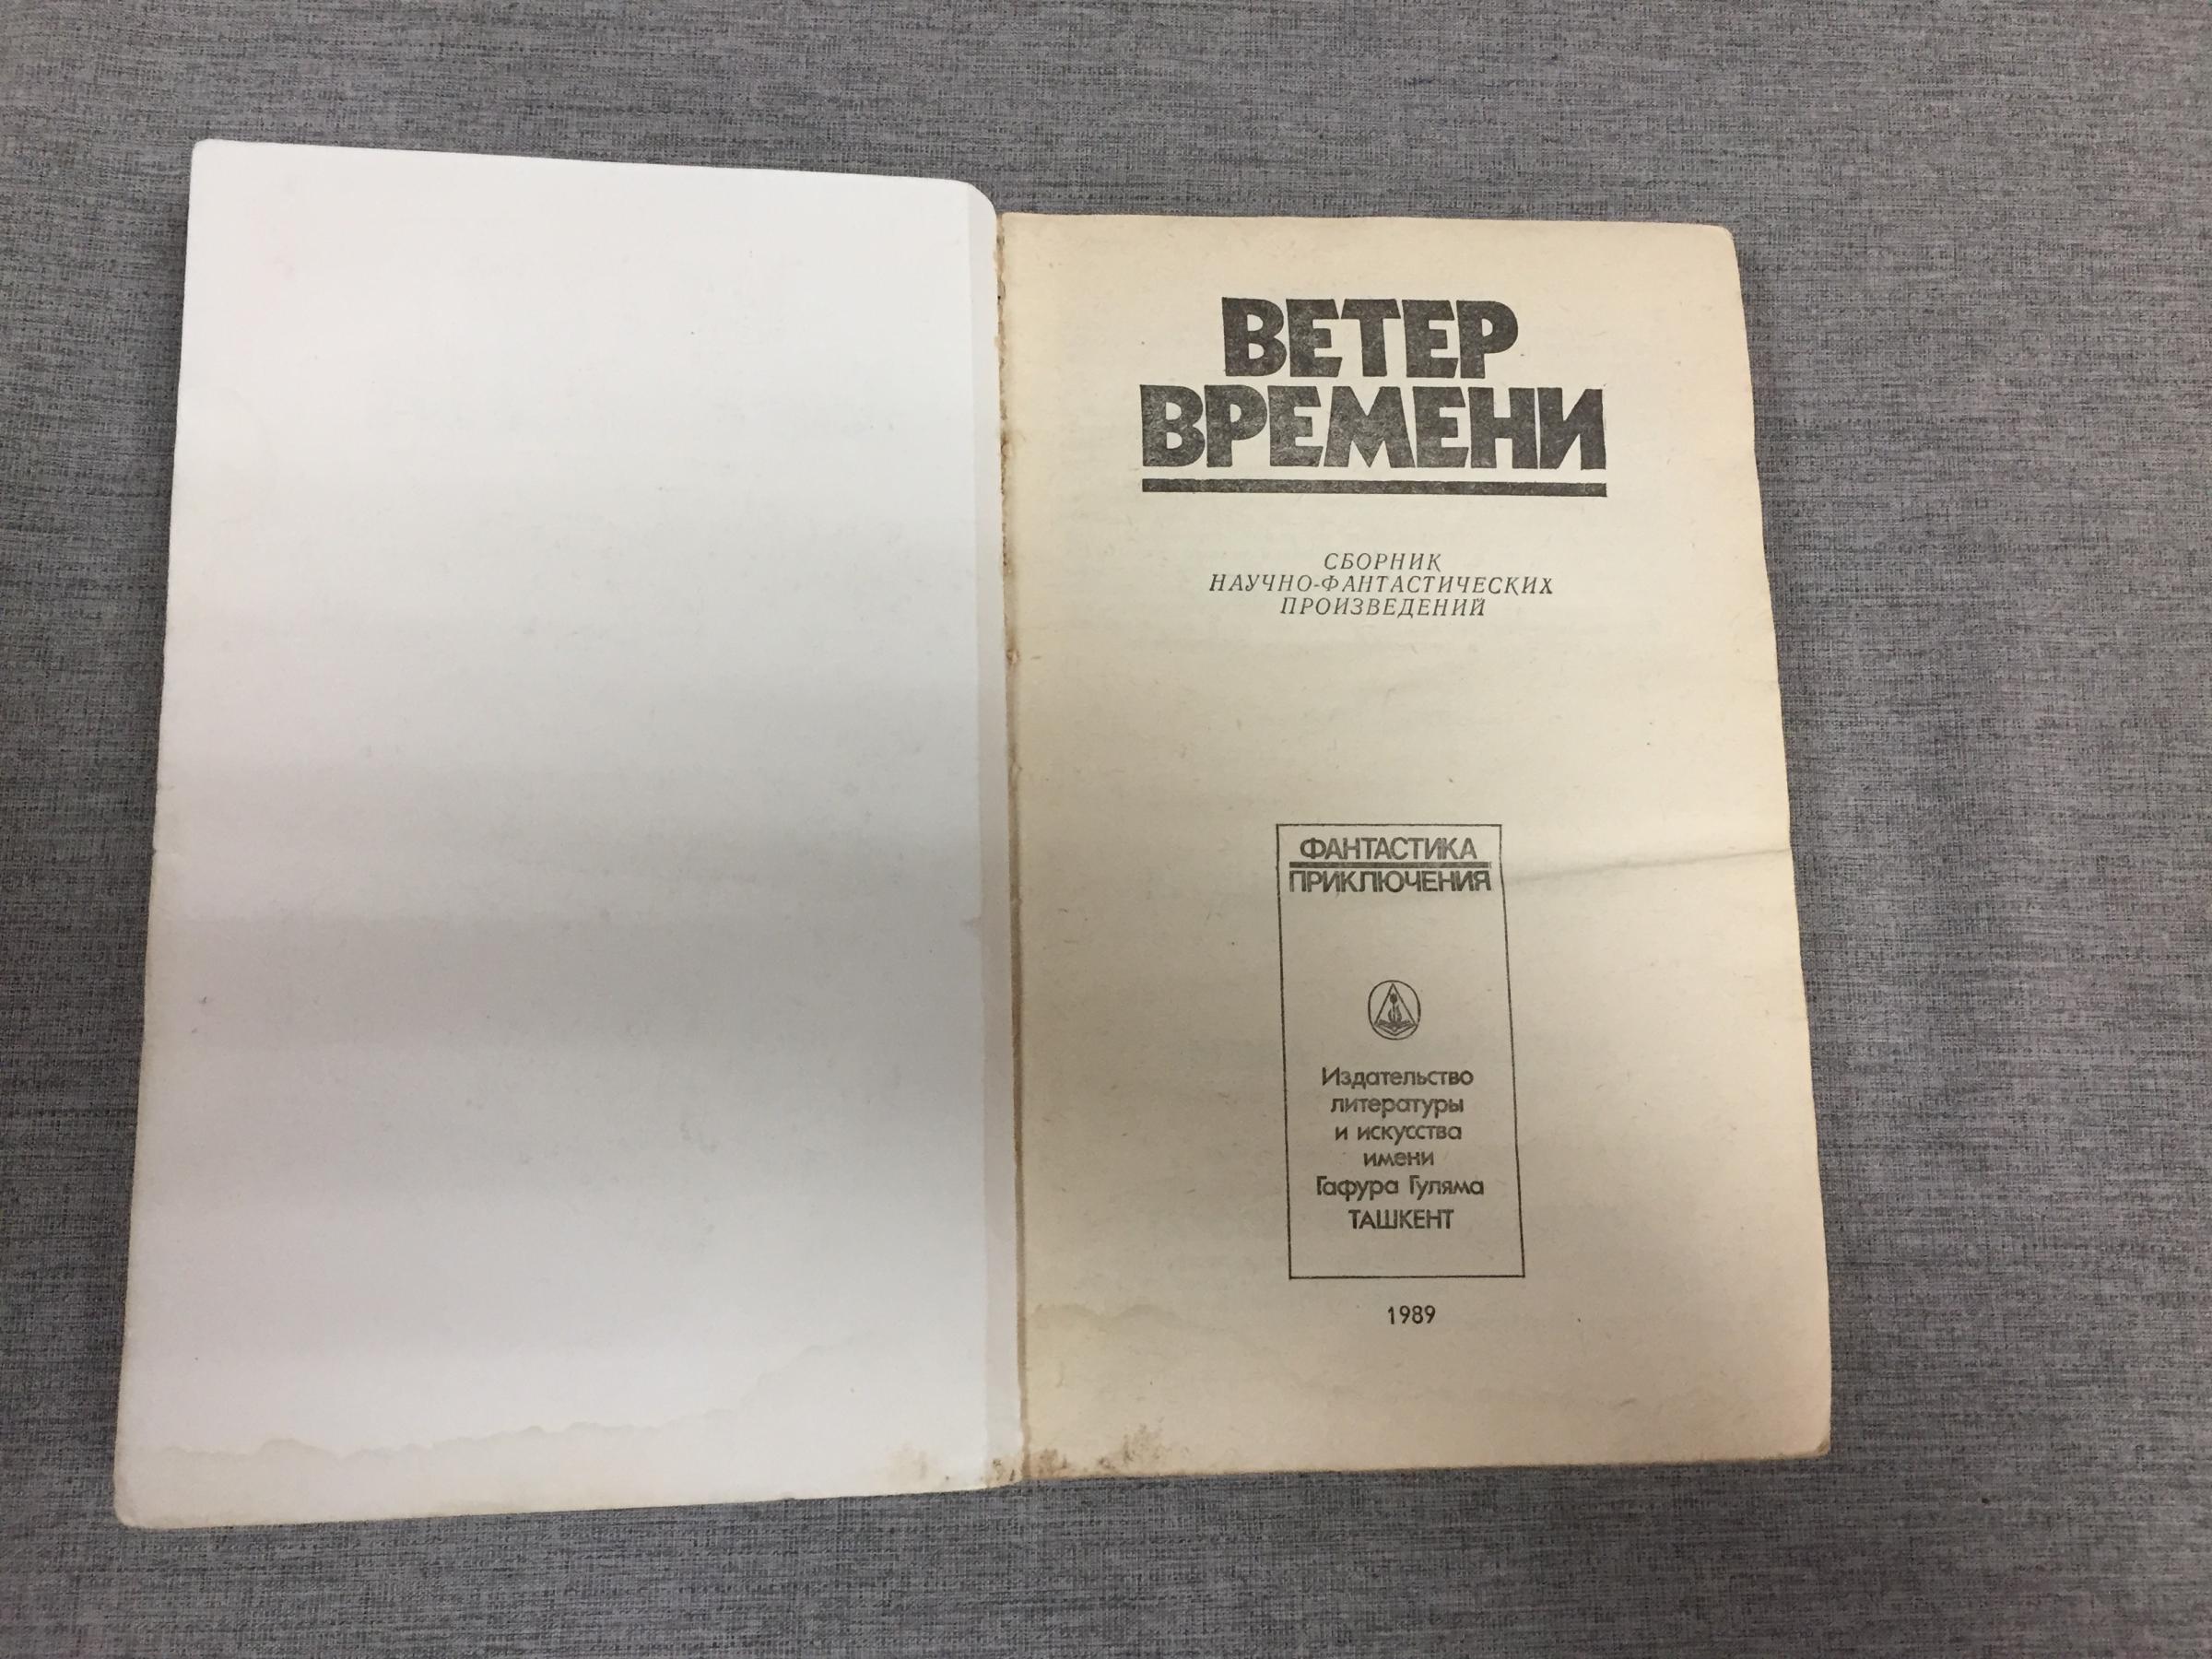 ВЕТЕР
ВРЕМЕНИ
СБОРНИК
НАУЧНО-ФАНТАСТИЧЕСКИХ
ПРОИЗВЕДЕНИЙ
ФАНТАСТИКА
ПРИКЛЮЧЕНИЯ
Издательство
литературы
и искусства
имени
Гафура Гуляма
ТАШКЕНТ
1989